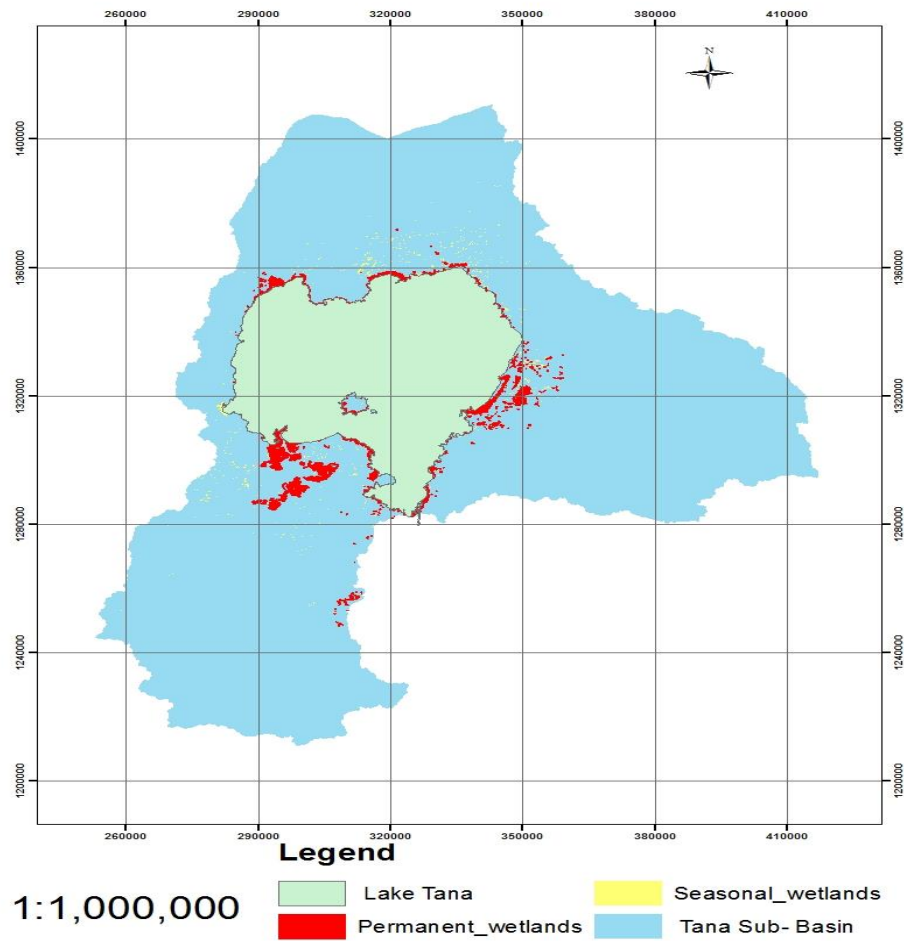 260000 290000 320000 350000 380000 410000
N
1400000 1400000
1360000 1360000
1320000 1320000
1280000 1280000
1240000 1240000
1200000 1200000
260000 290000 320000 350000 380000 410000
Legend
1:1,000,000
Lake Tana
Seasonal_wetlands
Permanent_wetlands
Tana Sub- Basin